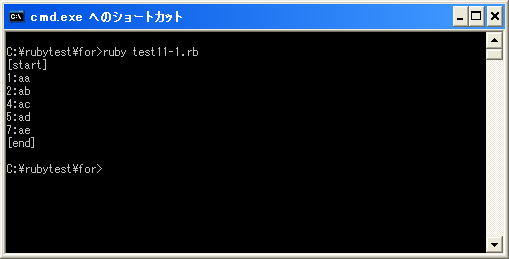 cmd.exe へのショートカット
C:¥rubytest¥for>ruby test11-1.rb
[start]
1:aa
2:ab
4:ac
5:ad
7:ae
[end]
C:¥rubytest¥for>